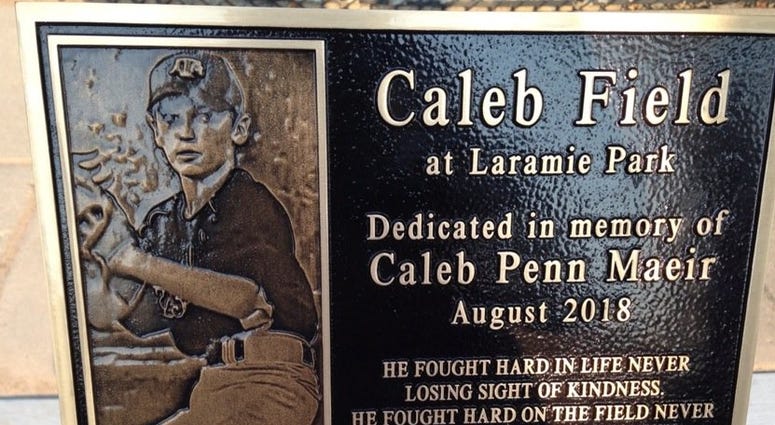 Caleb Field
at Laramie Park
Dedicated in memory of
Caleb Penn Maeir
August 2018
HE FOUGHT HARD IN LIFE NEVER
LOSING SIGHT OF KINDNESS.
HE FOUGHT HARD ON THE FIELD NEVER